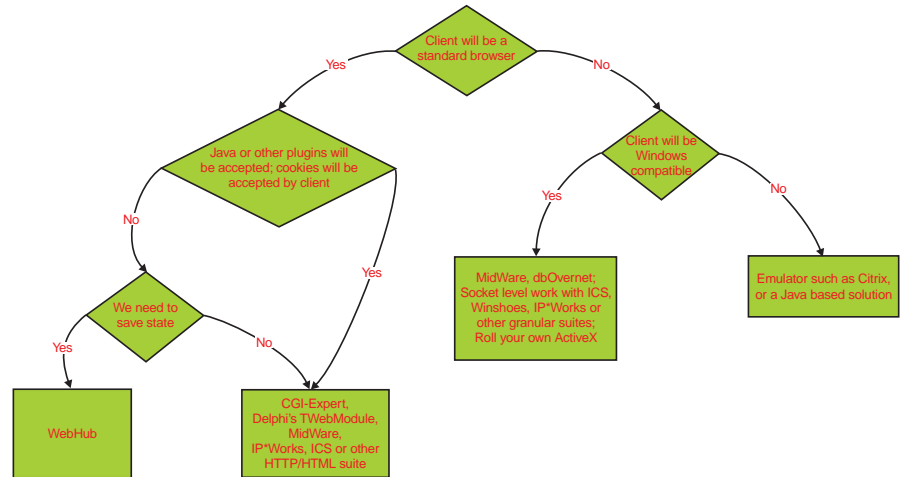 Client will be a
standard browser
Yes
No
Java or other plugins will
be accepted; cookies will be
accepted by client
Client will be
Windows
compatible
No
Yes
Yes
No
We need to
save state
MidWare, dbOvernet;
Socket level work with ICS,
Winshoes, IP*Works or
other granular suites;
Roll your own ActiveX
Emulator such as Citrix,
or a Java based solution
Yes
No
WebHub
CGI-Expert,
Delphi's TWebModule,
MidWare,
IP*Works, ICS or other
HTTP/HTML suite